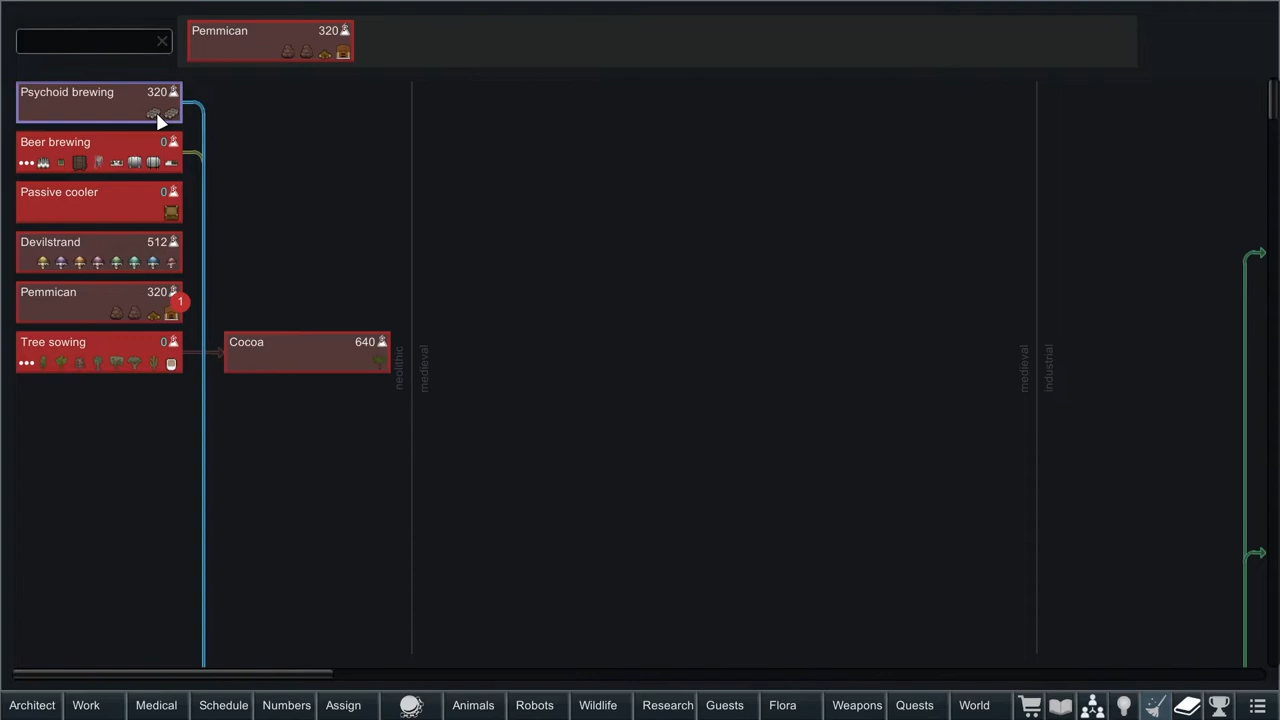 Pemmican 320
Psychoid brewing 320
Beer brewing 0
Passive cooler 0
Devilstrand 512
Pemmican 320
1
Tree sowing 0
Cocoa 640
neolithic
medieval
medieval
industrial
Architect Work Medical Schedule Numbers Assign Animals Robots Wildlife Research Guests Flora Weapons Quests World